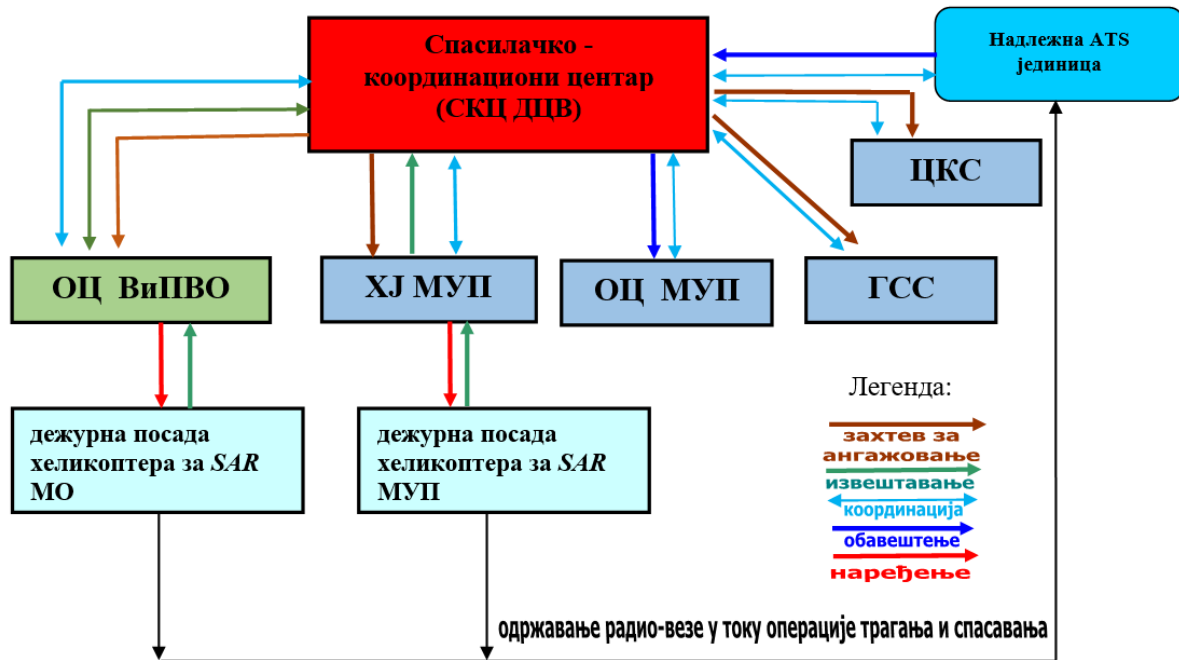 Спасилачко -
координациони центар
(СКЦ ДЦВ)
Надлежна ATS
јединица
ЦКС
ОЦ ВиПВО
ХЈ МУП
ОЦ МУП
ГСС
дежурна посада
хеликоптера за SAR
МО
дежурна посада
хеликоптера за SAR
МУП
Легенда:
захтев за
ангажовање
извештавање
координација
обавештење
наређење
одржавање радио-везе у току операције трагања и спасавања